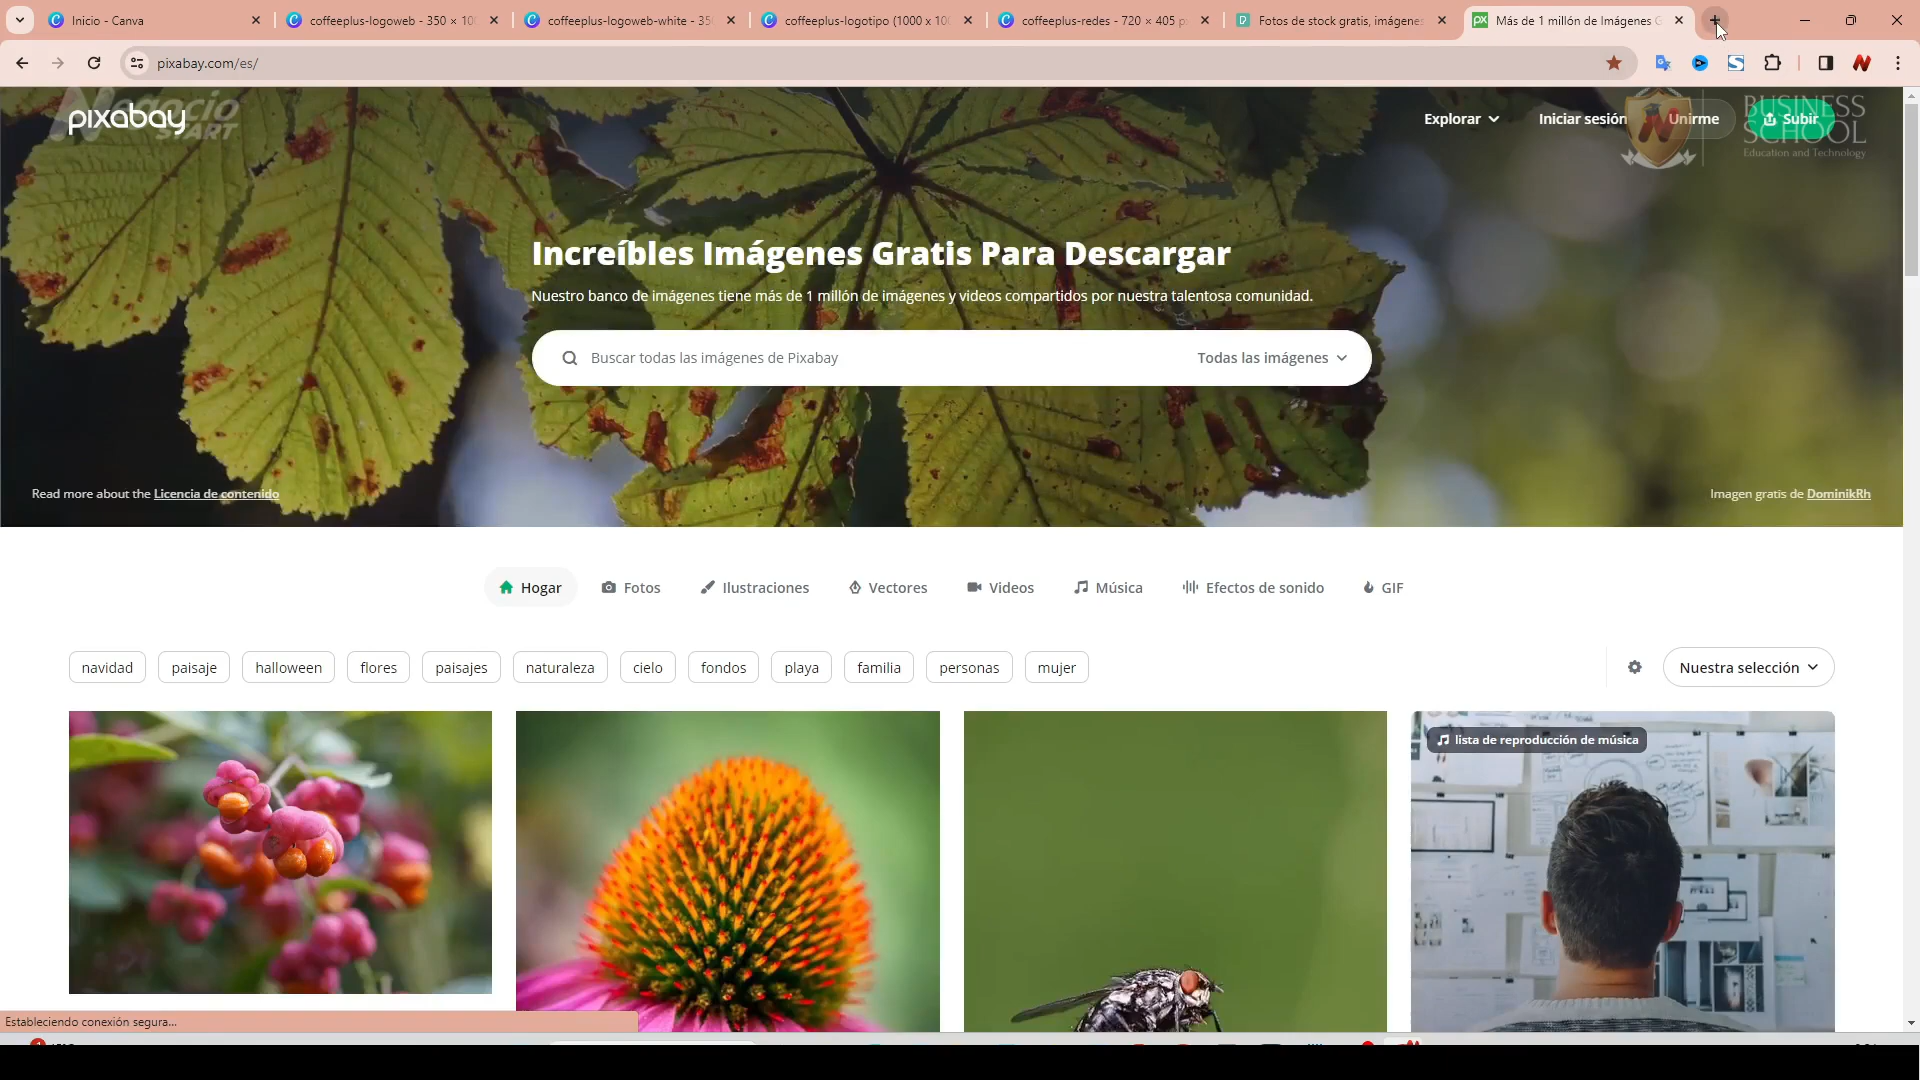 Inicio - Canva
coffeeplus-logoweb - 350 × 10
coffeeplus-logoweb-white - 35
coffeeplus-logotipo (1000 x 10
coffeeplus-redes - 720 × 405 p
Fotos de stock gratis, imágenes
Más de 1 millón de Imágenes G
pixabay.com/es/
pixabay
Explorar
Iniciar sesión
Unirme
Subir
BUSINESS
SCHOOL
Education and Technology
Increíbles Imágenes Gratis Para Descargar
Nuestro banco de imágenes tiene más de 1 millón de imágenes y videos compartidos por nuestra talentosa comunidad.
Buscar todas las imágenes de Pixabay
Todas las imágenes
Read more about the Licencia de contenido
Imagen gratis de DominikRh
Hogar
Fotos
Ilustraciones
Vectores
Videos
Música
Efectos de sonido
GIF
navidad
paisaje
halloween
flores
paisajes
naturaleza
cielo
fondos
playa
familia
personas
mujer
Nuestra selección
lista de reproducción de música
Estableciendo conexión segura...